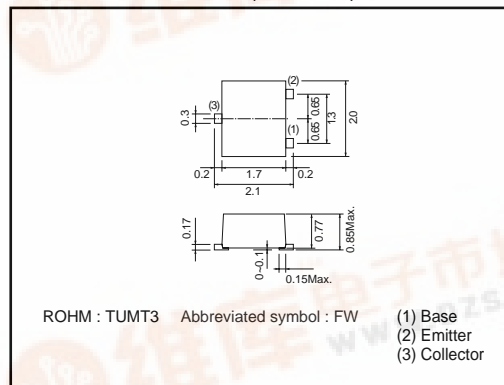 (2)
(3)
0.3
0.65
0.65
1.3
2.0
(1)
0.2
1.7
0.2
2.1
0.17
0.77
0.85Max.
0~0.1
0.15Max.
ROHM : TUMT3 Abbreviated symbol : FW
(1) Base
(2) Emitter
(3) Collector